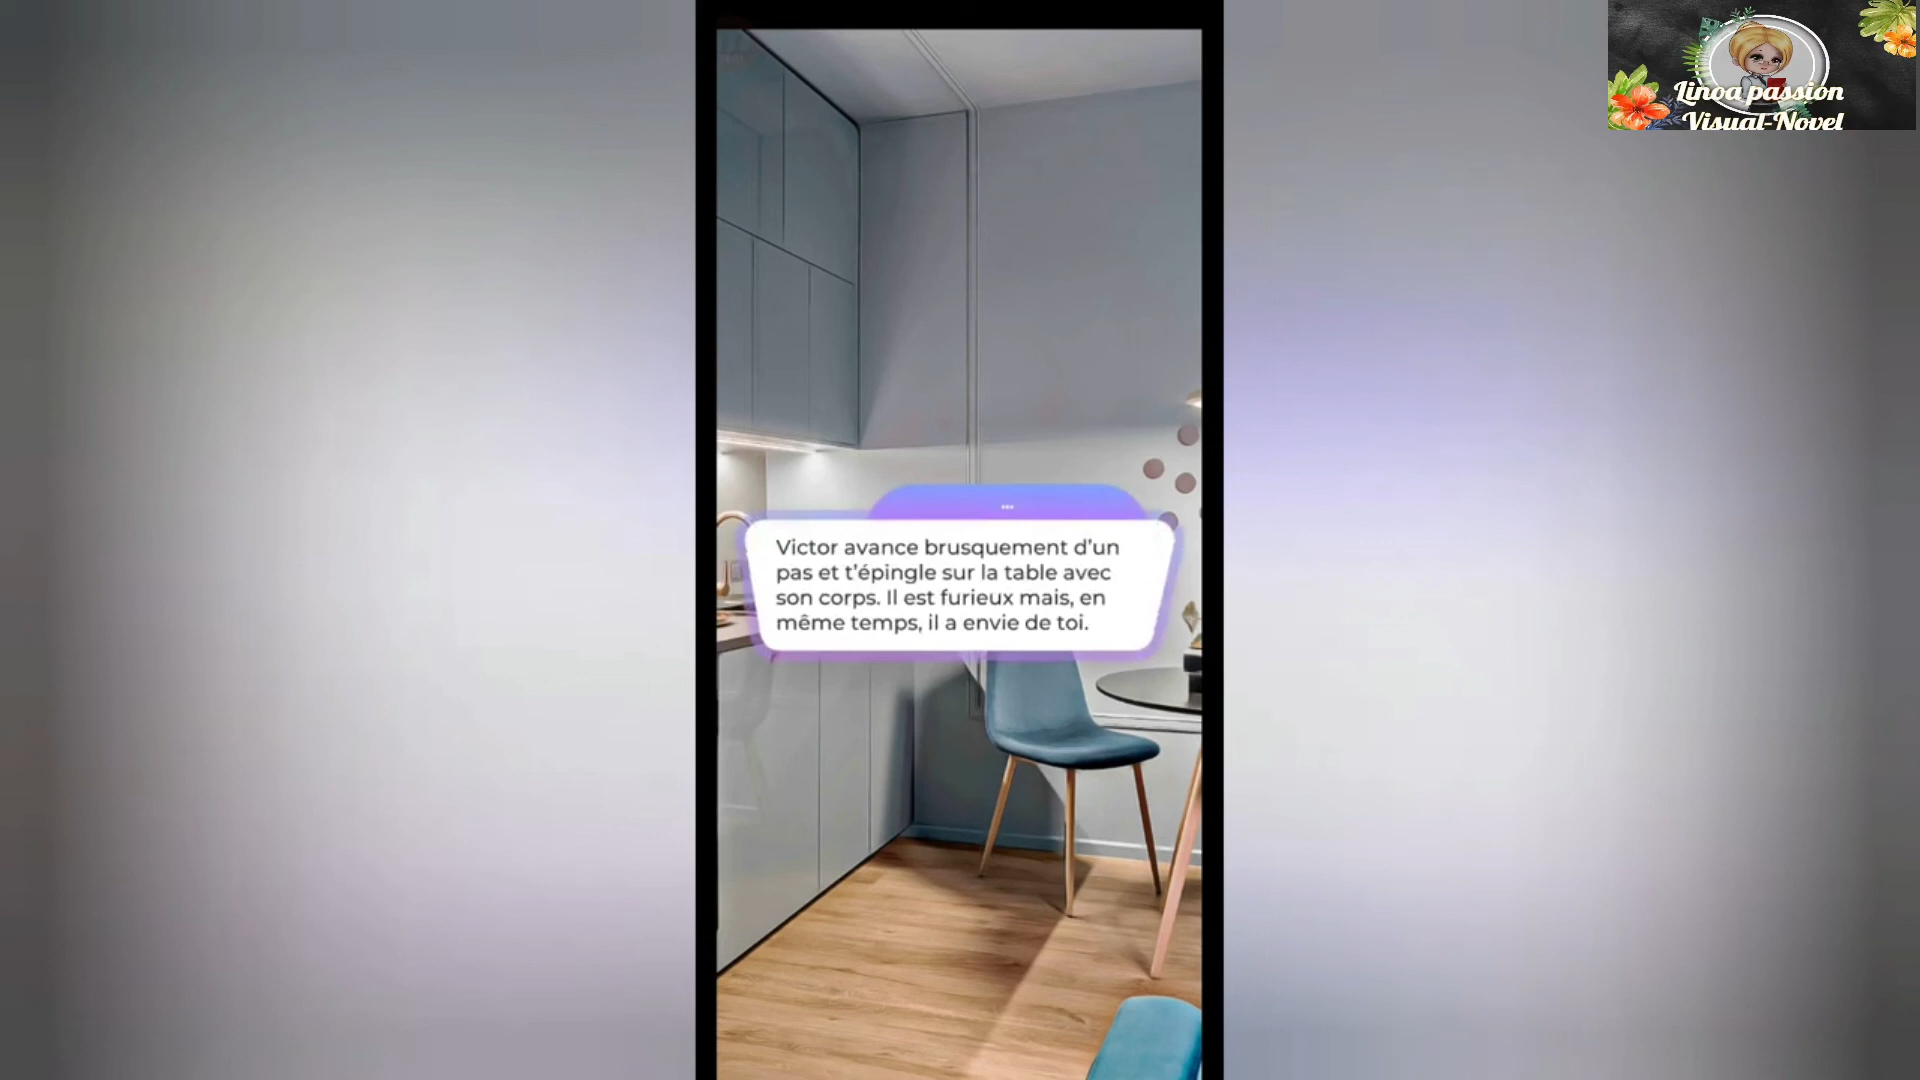 Linoa passion
Visual-Novel
...
Victor avance brusquement d'un
pas et t'épingle sur la table avec
son corps. Il est furieux mais, en
même temps, il a envie de toi.